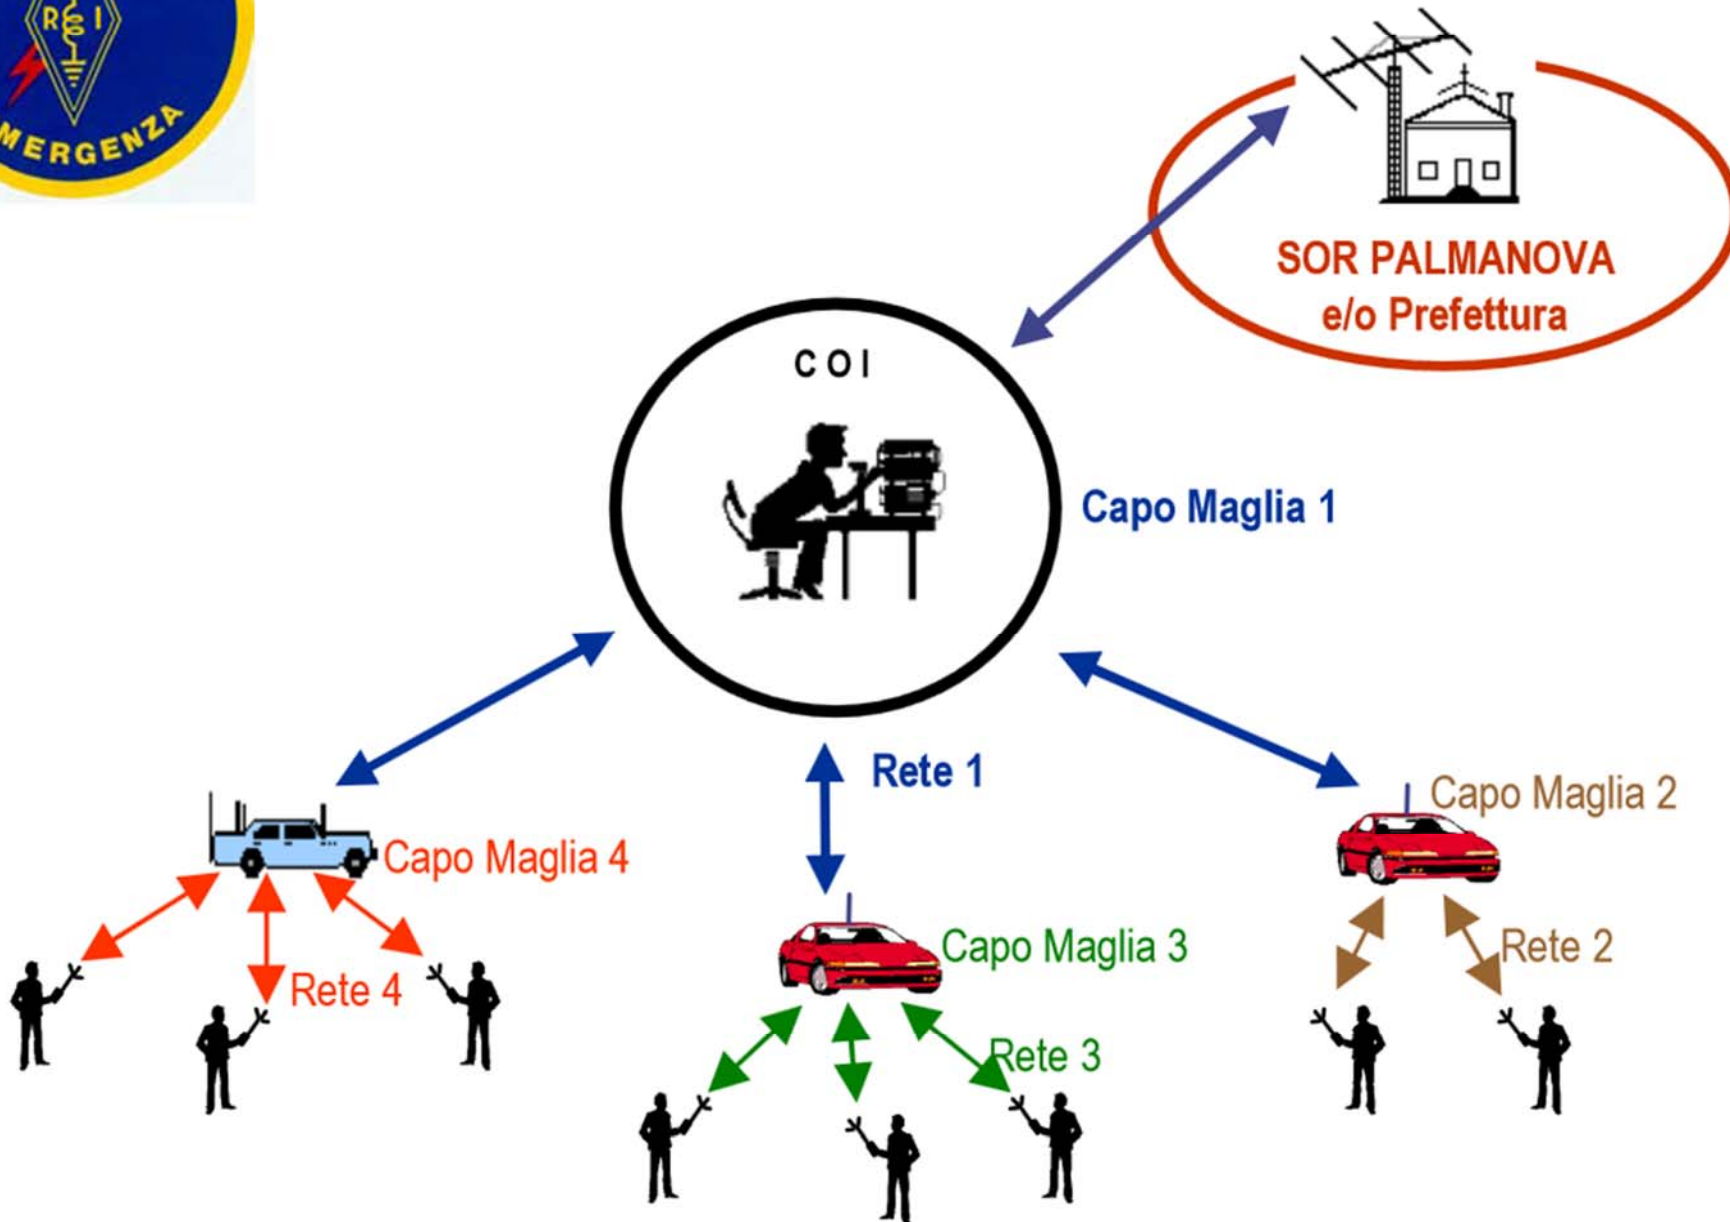 R I
MERGENZA
SOR PALMANOVA
e/o Prefettura
C O I
Capo Maglia 1
Rete 1
Capo Maglia 2
Capo Maglia 4
Capo Maglia 3
Rete 2
Rete 4
Rete 3